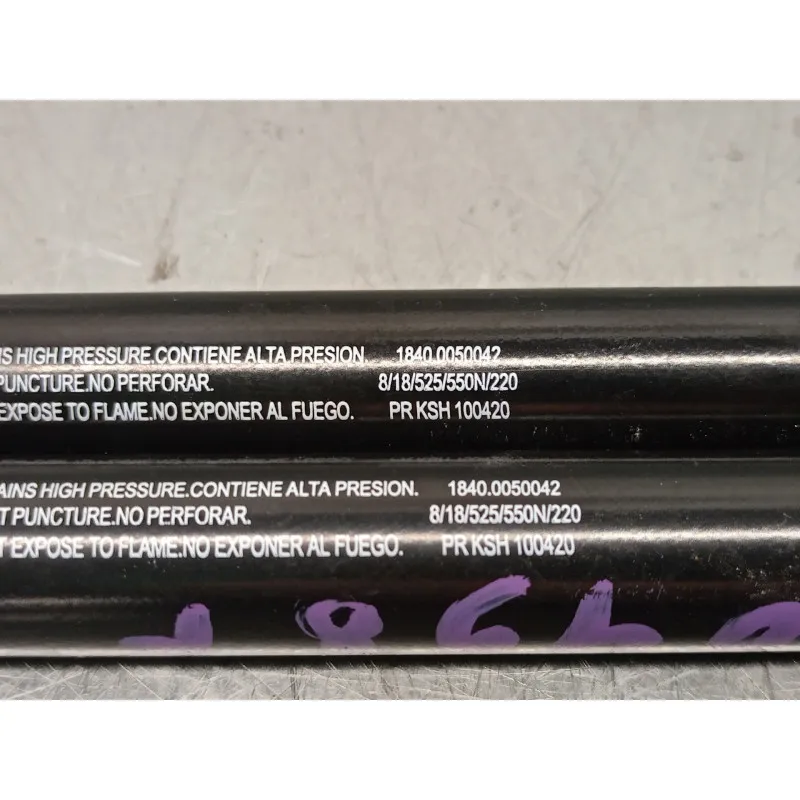 HIGH PRESSURE.CONTIENE ALTA PRESION. 1840.0050042
PUNCTURE.NO PERFORAR. 8/18/525/550N/220
EXPOSE TO FLAME.NO EXPONER AL FUEGO. PR KSH 100420
AINS HIGH PRESSURE.CONTIENE ALTA PRESION. 1840.0050042
T PUNCTURE.NO PERFORAR. 8/18/525/550N/220
T EXPOSE TO FLAME.NO EXPONER AL FUEGO. PR KSH 100420